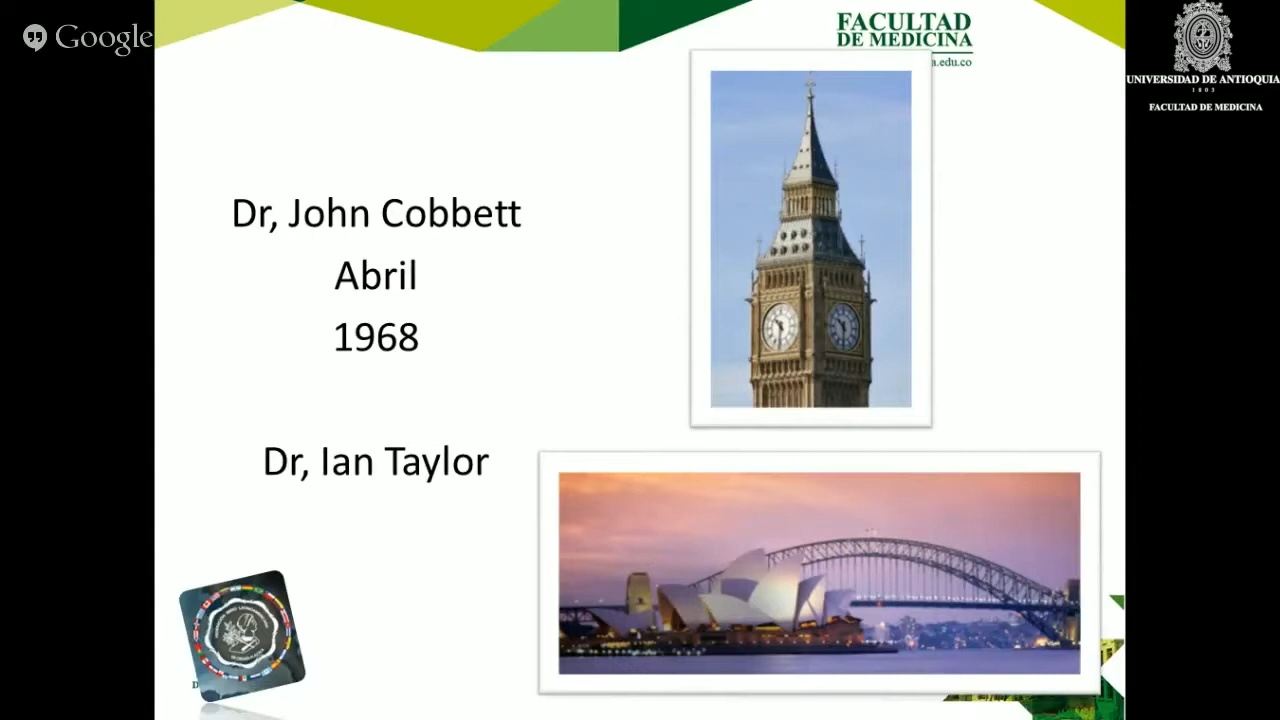 Google
FACULTAD
DE MEDICINA
a.edu.co
UNIVERSIDAD DE ANTIOQUIA
1803
FACULTAD DE MEDICINA
Dr, John Cobbett
Abril
1968
Dr, Ian Taylor
D